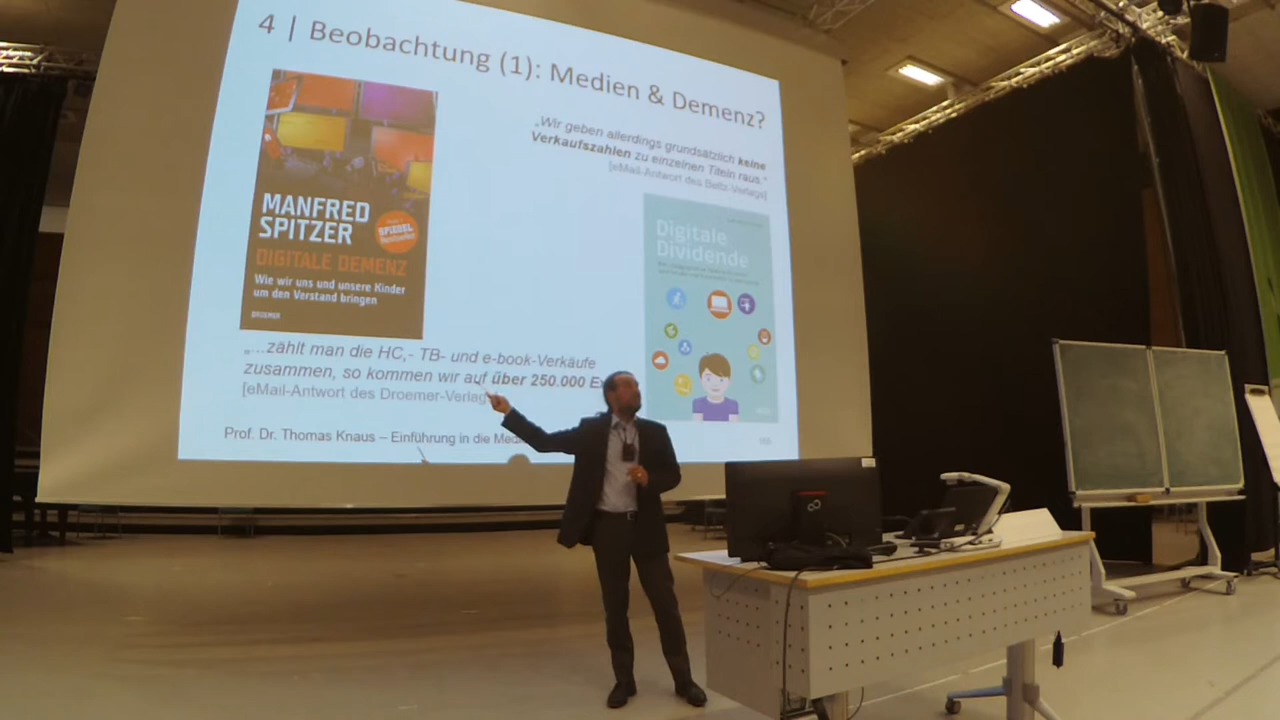 4 | Beobachtung (1): Medien & Demenz?
„Wir geben allerdings grundsätzlich keine
Verkaufszahlen zu einzelnen Titeln raus.“
[eMail-Antwort des Beltz-Verlags]
MANFRED
SPITZER
SPIEGEL
Bestseller
DIGITALE DEMENZ
Wie wir uns und unsere Kinder
um den Verstand bringen
DROEMER
Digitale
Dividende
„...zählt man die HC,- TB- und e-book-Verkäufe
zusammen, so kommen wir auf über 250.000
[eMail-Antwort des Droemer-Verlag
Prof. Dr. Thomas Knaus – Einführung in die